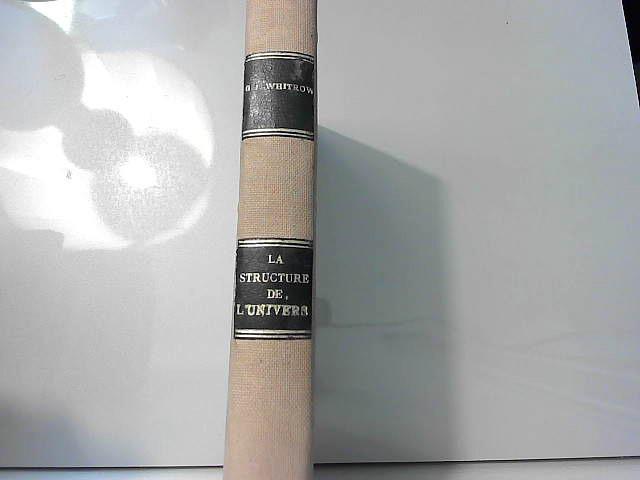 G J WHITROW
LA
STRUCTURE
DE
L'UNIVERS